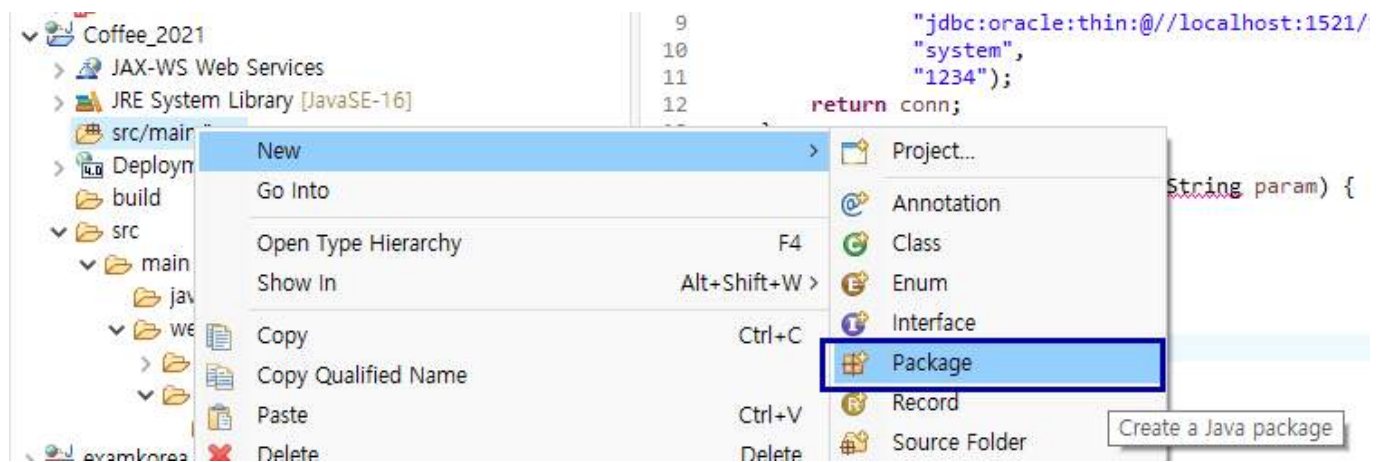 Coffee_2021
JAX-WS Web Services
JRE System Library [JavaSE-16]
src/main
Deploym
build
src
main
jav
we
examkorea
9 "jdbc:oracle:thin:@//localhost:1521/
10 "system",
11 "1234");
12 return conn;
String param) {
New
Go Into
Open Type Hierarchy F4
Show In Alt+Shift+W >
Copy Ctrl+C
Copy Qualified Name
Paste Ctrl+V
Delete Delete
Project...
Annotation
Class
Enum
Interface
Package
Record
Source Folder
Create a Java package